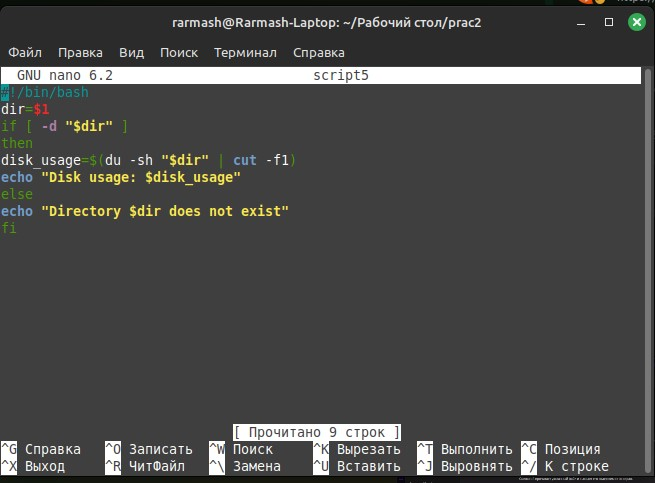 rarmash@Rarmash-Laptop: ~/Рабочий стол/prac2
Файл Правка Вид Поиск Терминал Справка
GNU nano 6.2 script5
#!/bin/bash
dir=$1
if [ -d "$dir" ]
then
disk_usage=$(du -sh "$dir" | cut -f1)
echo "Disk usage: $disk_usage"
else
echo "Directory $dir does not exist"
fi
[ Прочитано 9 строк ]
^G Справка ^O Записать ^W Поиск ^K Вырезать ^T Выполнить ^C Позиция
^X Выход ^R ЧитФайл ^\ Замена ^U Вставить ^J Выровнять ^/ К строке